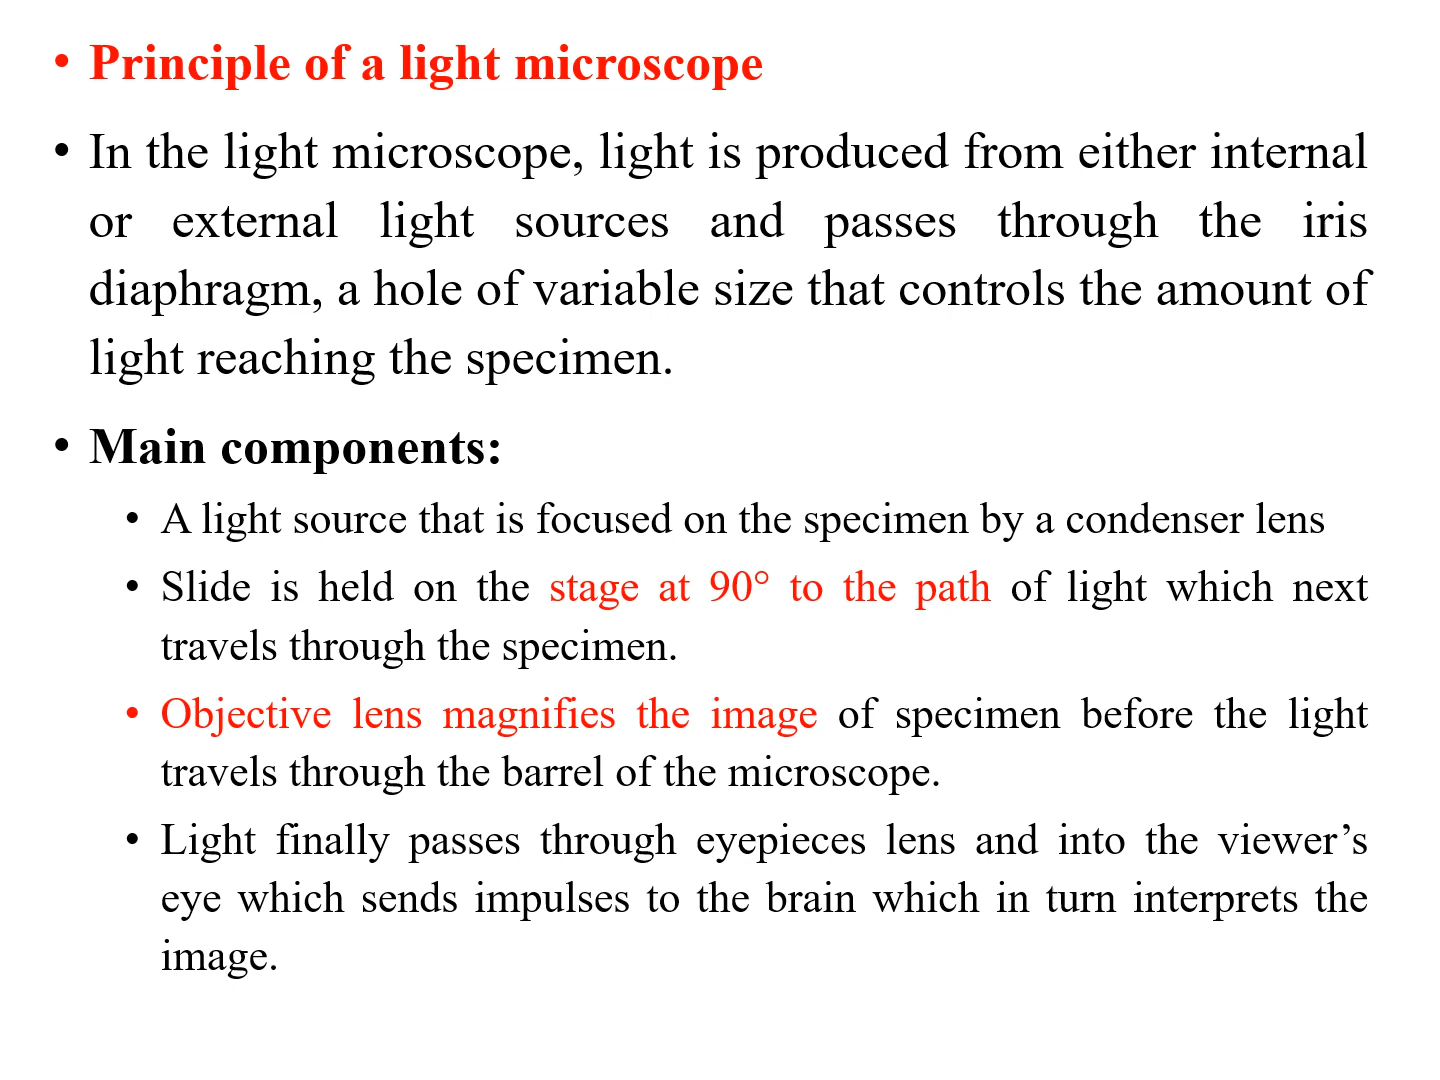 • Principle of a light microscope
• In the light microscope, light is produced from either internal
or external light sources and passes through the iris
diaphragm, a hole of variable size that controls the amount of
light reaching the specimen.
• Main components:
• A light source that is focused on the specimen by a condenser lens
• Slide is held on the stage at 90° to the path of light which next
travels through the specimen.
• Objective lens magnifies the image of specimen before the light
travels through the barrel of the microscope.
• Light finally passes through eyepieces lens and into the viewer’s
eye which sends impulses to the brain which in turn interprets the
image.